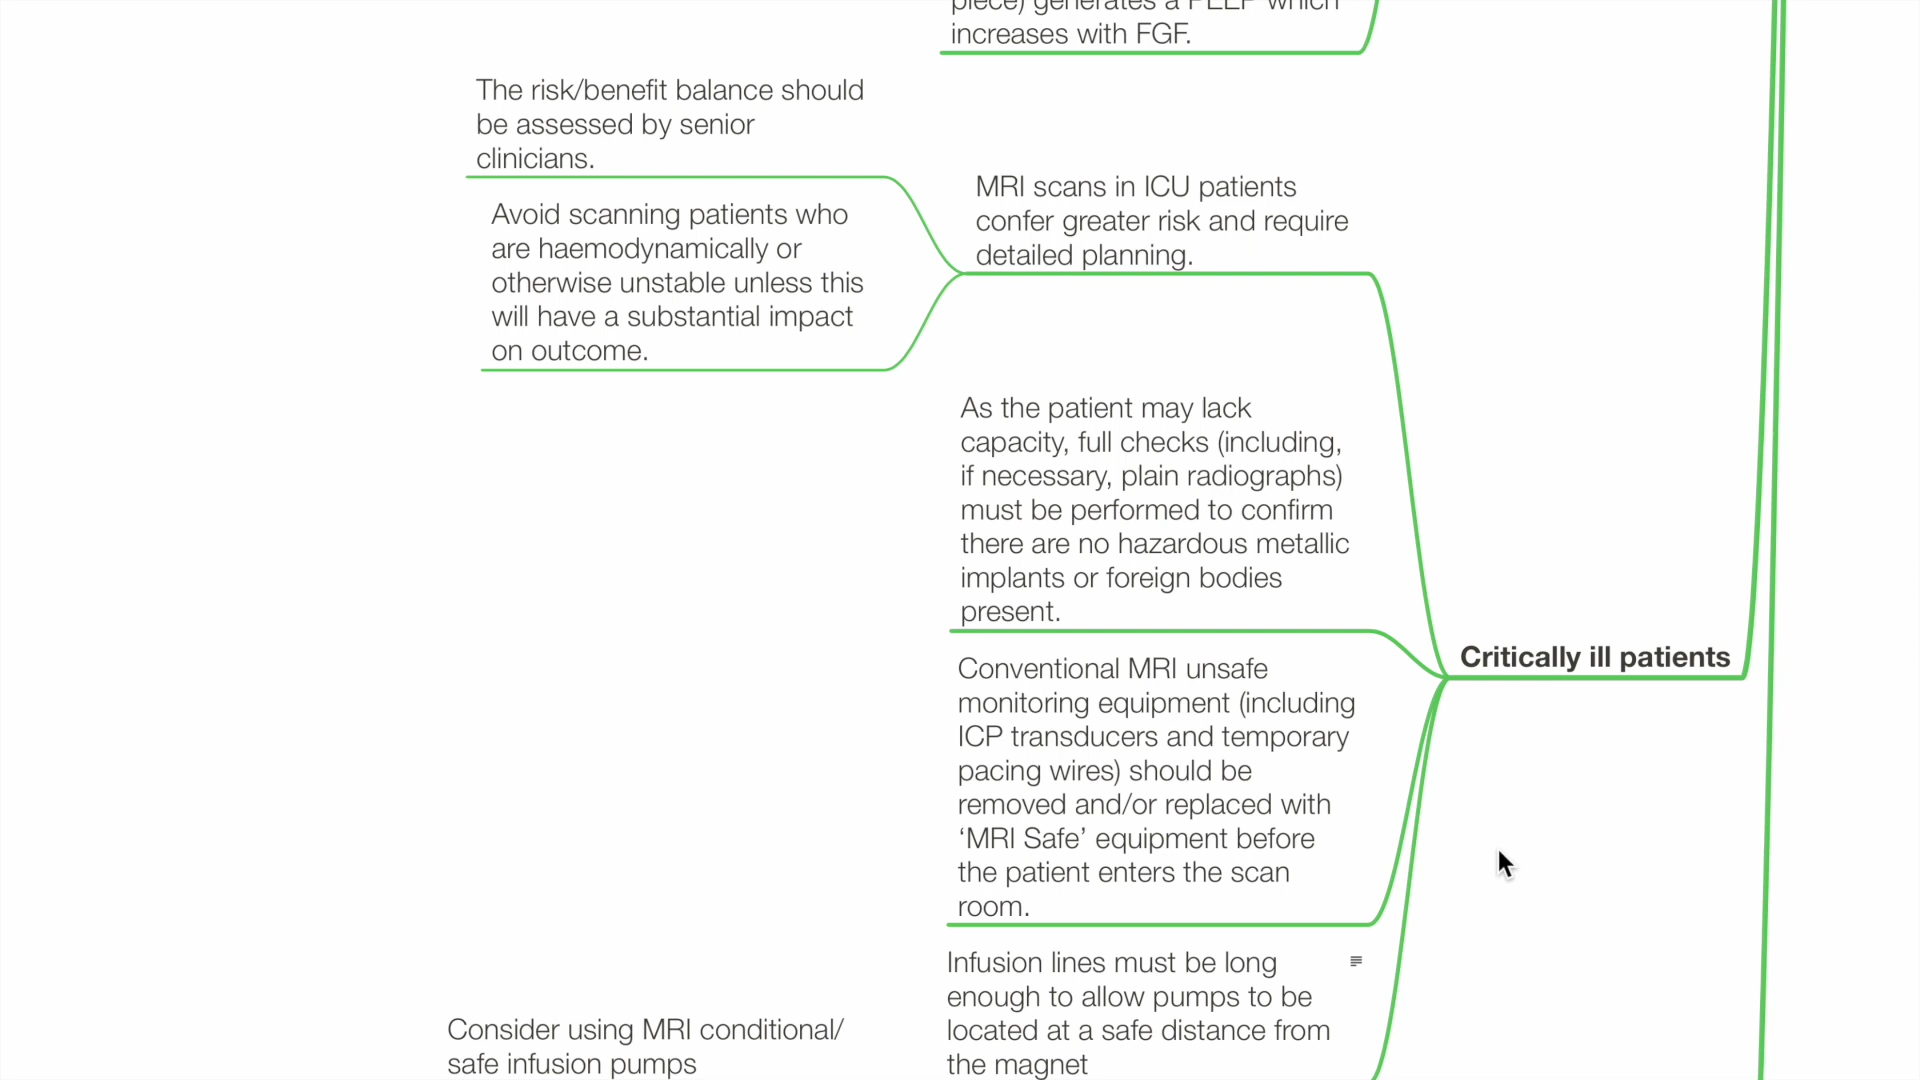 piece) generates a PEEP which
increases with FGF.
The risk/benefit balance should
be assessed by senior
clinicians.
Avoid scanning patients who
are haemodynamically or
otherwise unstable unless this
will have a substantial impact
on outcome.
MRI scans in ICU patients
confer greater risk and require
detailed planning.
As the patient may lack
capacity, full checks (including,
if necessary, plain radiographs)
must be performed to confirm
there are no hazardous metallic
implants or foreign bodies
present.
Critically ill patients
Conventional MRI unsafe
monitoring equipment (including
ICP transducers and temporary
pacing wires) should be
removed and/or replaced with
‘MRI Safe’ equipment before
the patient enters the scan
room.
Infusion lines must be long
enough to allow pumps to be
located at a safe distance from
the magnet
Consider using MRI conditional/
safe infusion pumps